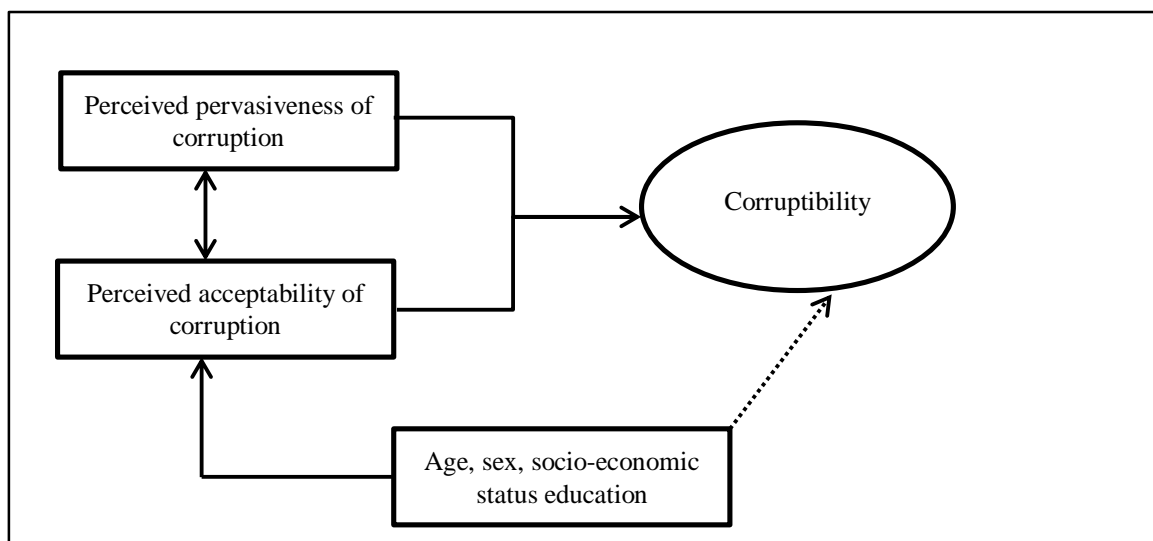 Perceived pervasiveness of
corruption
Corruptibility
Perceived acceptability of
corruption
Age, sex, socio-economic
status education